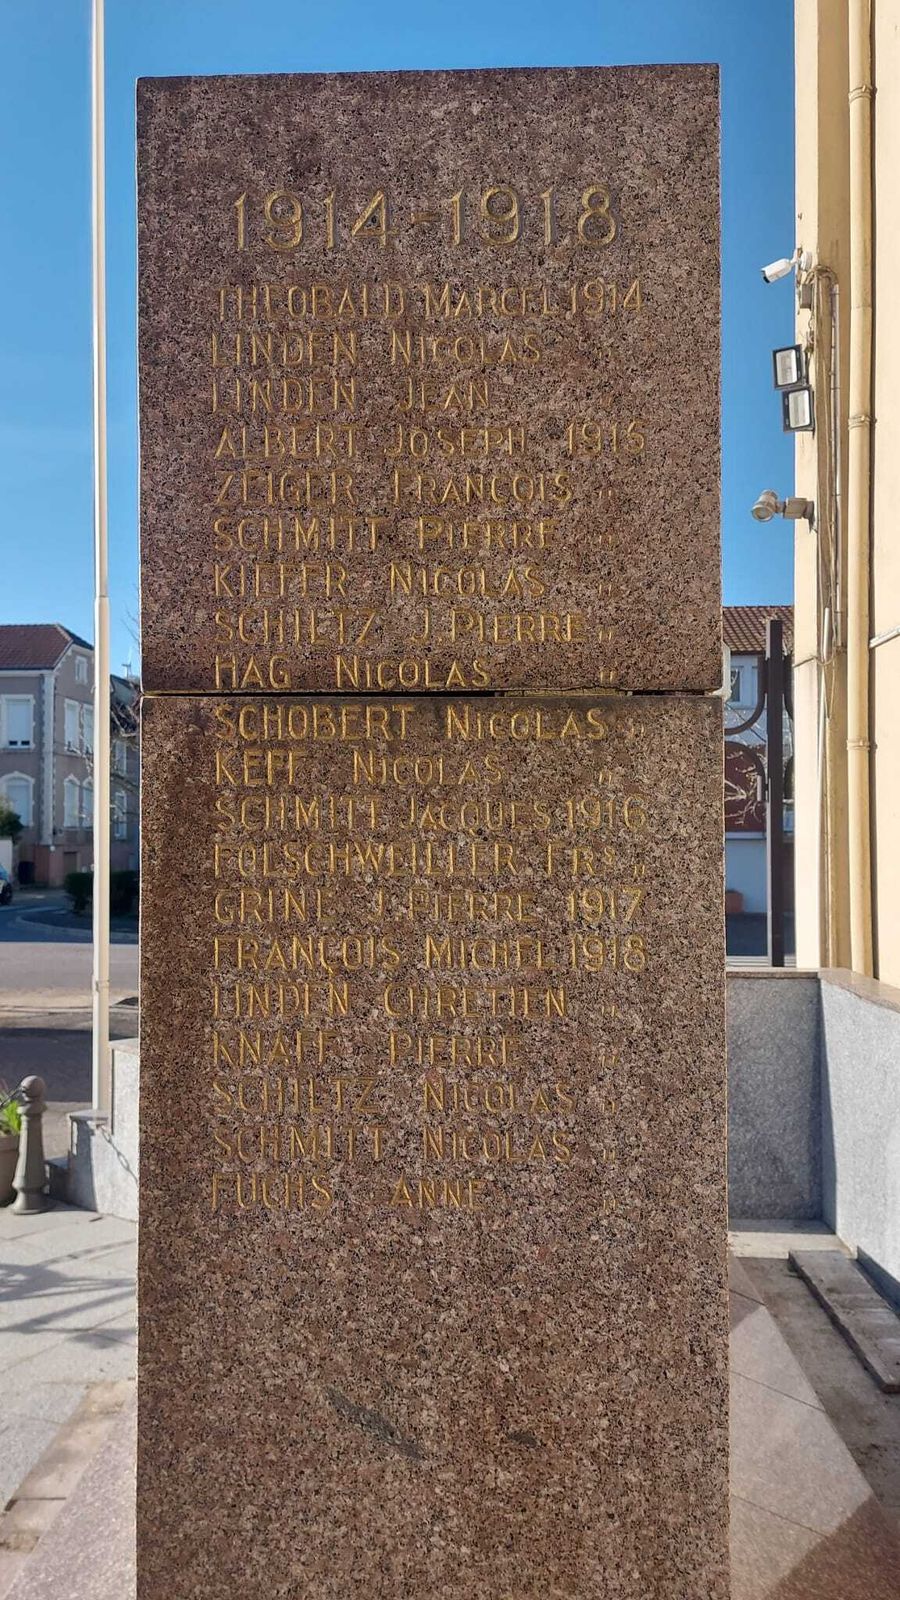 1914-1918
THEOBALD MARCEL 1914
LINDEN NICOLAS "
LINDEN JEAN "
ALBERT JOSEPH 1915
ZEIGER FRANÇOIS "
SCHMITT PIERRE "
KIEFFR NICOLAS "
SCHILTZ J.PIERRE "
HAG NICOLAS "
SCHOBERT NICOLAS "
KEFF NICOLAS "
SCHMITT JACQUES 1916
FOLSCHWEILLER FRS "
GRINE J.PIERRE 1917
FRANÇOIS MICHEL 1918
LINDEN CHRETIEN "
KNAFF PIERRE "
SCHILTZ NICOLAS "
SCHMITT NICOLAS "
FUCHS ANNE "